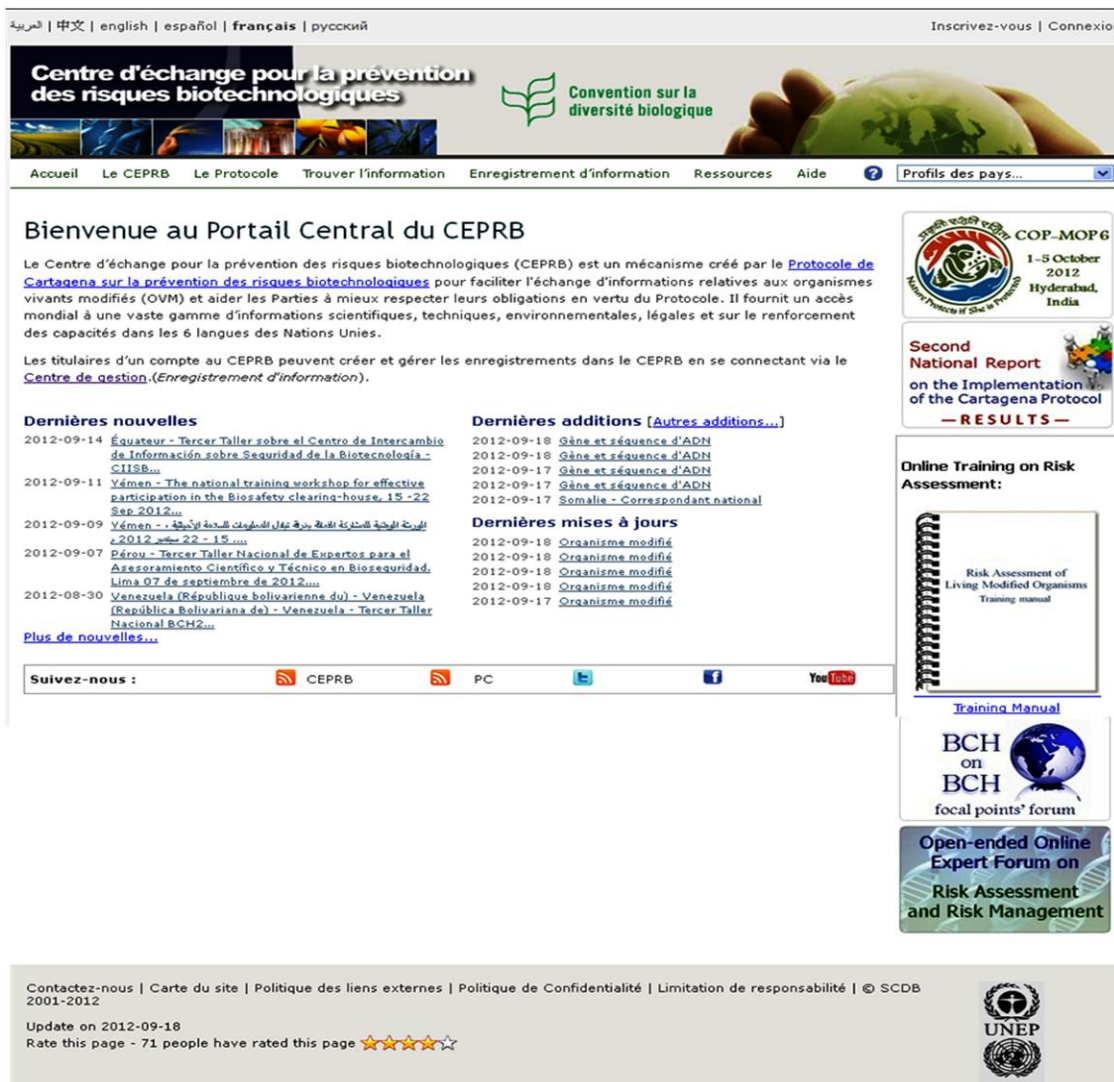 العربية | 中文 | english | español | français | русский
Inscrivez-vous | Connexio
Centre d'échange pour la prévention
des risques biotechnologiques
Convention sur la
diversité biologique
Accueil Le CEPRB Le Protocole Trouver l'information Enregistrement d'information Ressources Aide ? Profils des pays...
Bienvenue au Portail Central du CEPRB
Le Centre d'échange pour la prévention des risques biotechnologiques (CEPRB) est un mécanisme créé par le Protocole de
Cartagena sur la prévention des risques biotechnologiques pour faciliter l'échange d'informations relatives aux organismes
vivants modifiés (OVM) et aider les Parties à mieux respecter leurs obligations en vertu du Protocole. Il fournit un accès
mondial à une vaste gamme d'informations scientifiques, techniques, environnementales, légales et sur le renforcement
des capacités dans les 6 langues des Nations Unies.
Les titulaires d'un compte au CEPRB peuvent créer et gérer les enregistrements dans le CEPRB en se connectant via le
Centre de gestion.(Enregistrement d'information).
Dernières nouvelles
2012-09-14 Équateur - Tercer Taller sobre el Centro de Intercambio
de Información sobre Seguridad de la Biotecnología -
CIISB...
2012-09-11 Yémen - The national training workshop for effective
participation in the Biosafety clearing-house, 15 -22
Sep 2012...
2012-09-09 Yémen -
15 - 22 سبتمبر 2012 م....
2012-09-07 Pérou - Tercer Taller Nacional de Expertos para el
Asesoramiento Científico y Técnico en Bioseguridad.
Lima 07 de septiembre de 2012....
2012-08-30 Venezuela (République bolivarienne du) - Venezuela
(República Bolivariana de) - Venezuela - Tercer Taller
Nacional BCH2...
Plus de nouvelles...
Dernières additions [Autres additions...]
2012-09-18 Gène et séquence d'ADN
2012-09-18 Gène et séquence d'ADN
2012-09-17 Gène et séquence d'ADN
2012-09-17 Gène et séquence d'ADN
2012-09-17 Somalie - Correspondant national
Dernières mises à jours
2012-09-18 Organisme modifié
2012-09-18 Organisme modifié
2012-09-18 Organisme modifié
2012-09-18 Organisme modifié
2012-09-17 Organisme modifié
Suivez-nous : CEPRB PC t f YouTube
प्रकृतिः रक्षति रक्षिता
Nature Protects if She is Protected
COP-MOP6
1-5 October
2012
Hyderabad,
India
Second
National Report
on the Implementation
of the Cartagena Protocol
—RESULTS—
Online Training on Risk
Assessment:
Risk Assessment of
Living Modified Organisms
Training manual
Training Manual
BCH
on
BCH
focal points' forum
Open-ended Online
Expert Forum on
Risk Assessment
and Risk Management
Contactez-nous | Carte du site | Politique des liens externes | Politique de Confidentialité | Limitation de responsabilité | © SCDB
2001-2012
Update on 2012-09-18
Rate this page - 71 people have rated this page
UNEP